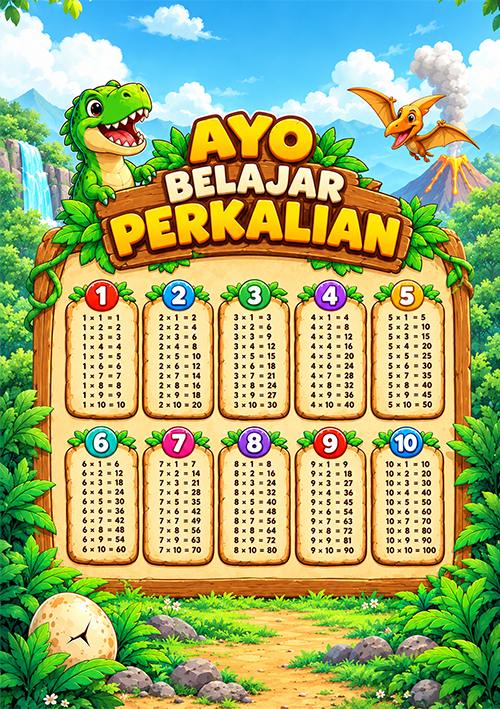 AYO
BELAJAR
PERKALIAN
1
1 x 1 = 1
1 x 2 = 2
1 x 3 = 3
1 x 4 = 4
1 x 5 = 5
1 x 6 = 6
1 x 7 = 7
1 x 8 = 8
1 x 9 = 9
1 x 10 = 10
2
2 x 1 = 2
2 x 2 = 4
2 x 3 = 6
2 x 4 = 8
2 x 5 = 10
2 x 6 = 12
2 x 7 = 14
2 x 8 = 16
2 x 9 = 18
2 x 10 = 20
3
3 x 1 = 3
3 x 2 = 6
3 x 3 = 9
3 x 4 = 12
3 x 5 = 15
3 x 6 = 18
3 x 7 = 21
3 x 8 = 24
3 x 9 = 27
3 x 10 = 30
4
4 x 1 = 4
4 x 2 = 8
4 x 3 = 12
4 x 4 = 16
4 x 5 = 20
4 x 6 = 24
4 x 7 = 28
4 x 8 = 32
4 x 9 = 36
4 x 10 = 40
5
5 x 1 = 5
5 x 2 = 10
5 x 3 = 15
5 x 4 = 20
5 x 5 = 25
5 x 6 = 30
5 x 7 = 35
5 x 8 = 40
5 x 9 = 45
5 x 10 = 50
6
6 x 1 = 6
6 x 2 = 12
6 x 3 = 18
6 x 4 = 24
6 x 5 = 30
6 x 6 = 36
6 x 7 = 42
6 x 8 = 48
6 x 9 = 54
6 x 10 = 60
7
7 x 1 = 7
7 x 2 = 14
7 x 3 = 21
7 x 4 = 28
7 x 5 = 35
7 x 6 = 42
7 x 7 = 49
7 x 8 = 56
7 x 9 = 63
7 x 10 = 70
8
8 x 1 = 8
8 x 2 = 16
8 x 3 = 24
8 x 4 = 32
8 x 5 = 40
8 x 6 = 48
8 x 7 = 56
8 x 8 = 64
8 x 9 = 72
8 x 10 = 80
9
9 x 1 = 9
9 x 2 = 18
9 x 3 = 27
9 x 4 = 36
9 x 5 = 45
9 x 6 = 54
9 x 7 = 63
9 x 8 = 72
9 x 9 = 81
9 x 10 = 90
10
10 x 1 = 10
10 x 2 = 20
10 x 3 = 30
10 x 4 = 40
10 x 5 = 50
10 x 6 = 60
10 x 7 = 70
10 x 8 = 80
10 x 9 = 90
10 x 10 = 100